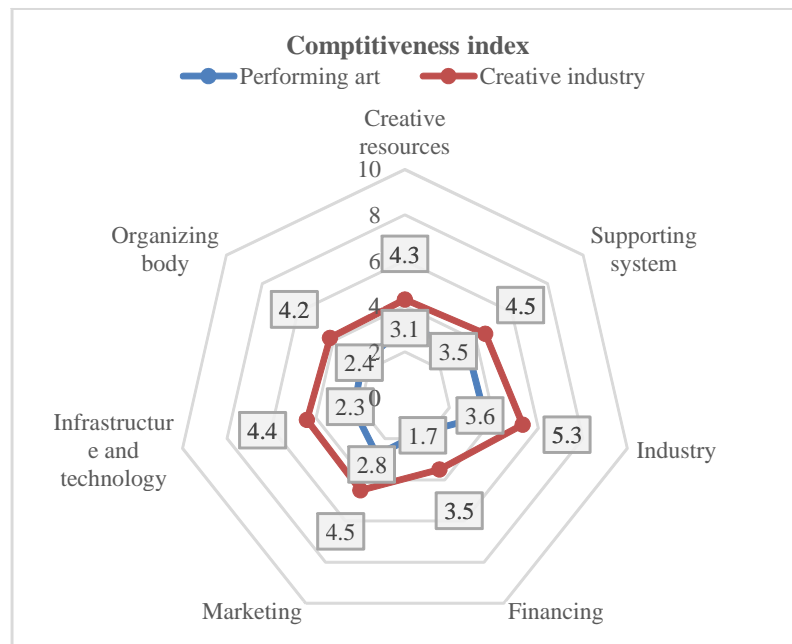 Comptitiveness index
Performing art
Creative industry
Creative
resources
10
8
6
4
2
0
Organizing
body
Supporting
system
4.3
4.2
4.5
3.1
2.4
3.5
2.3
3.6
Infrastructur
e and
technology
4.4
1.7
5.3
Industry
2.8
4.5
3.5
Marketing
Financing